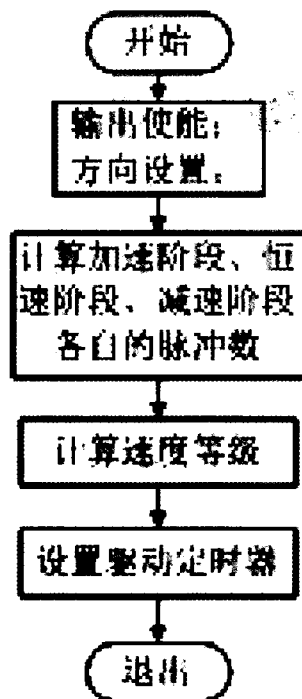 开始
输出使能；
方向设置。
计算加速阶段、恒
速阶段、减速阶段
各自的脉冲数
计算速度等级
设置驱动定时器
退出